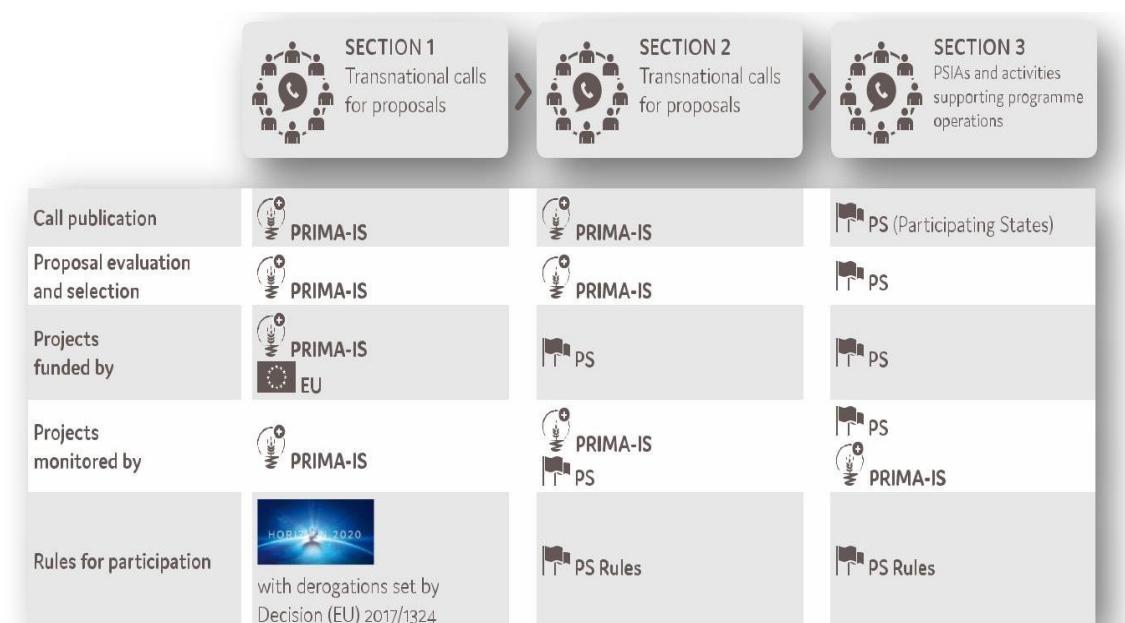 SECTION 1
Transnational calls
for proposals
SECTION 2
Transnational calls
for proposals
SECTION 3
PSIAs and activities
supporting programme
operations
Call publication
PRIMA-IS
PRIMA-IS
PS (Participating States)
Proposal evaluation
and selection
PRIMA-IS
PRIMA-IS
PS
Projects
funded by
PRIMA-IS
EU
PS
PS
Projects
monitored by
PRIMA-IS
PRIMA-IS
PS
PS
PRIMA-IS
Rules for participation
HORIZON 2020
with derogations set by
Decision (EU) 2017/1324
PS Rules
PS Rules